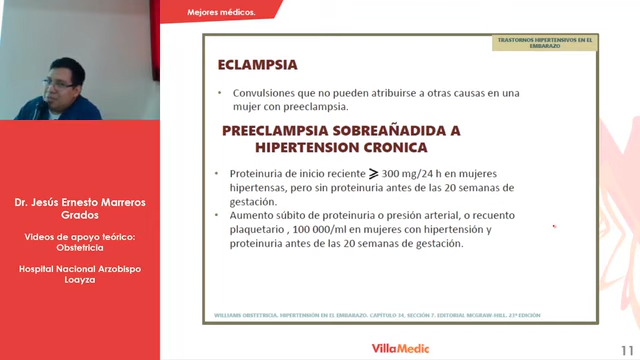 Mejores médicos.
TRASTORNOS HIPERTENSIVOS EN EL
EMBARAZO
ECLAMPSIA
• Convulsiones que no pueden atribuirse a otras causas en una
mujer con preeclampsia.
PREECLAMPSIA SOBREAÑADIDA A
HIPERTENSION CRONICA
• Proteinuria de inicio reciente ⩾ 300 mg/24 h en mujeres
hipertensas, pero sin proteinuria antes de las 20 semanas de
gestación.
• Aumento súbito de proteinuria o presión arterial, o recuento
plaquetario , 100 000/ml en mujeres con hipertensión y
proteinuria antes de las 20 semanas de gestación.
Dr. Jesús Ernesto Marreros
Grados
Videos de apoyo teórico:
Obstetricia
Hospital Nacional Arzobispo
Loayza
WILLIAMS OBSTETRICIA. HIPERTENSIÓN EN EL EMBARAZO. CAPITULO 34, SECCIÓN 7. EDITORIAL MCGRAW-HILL. 23ª EDICIÓN
VillaMedic
11